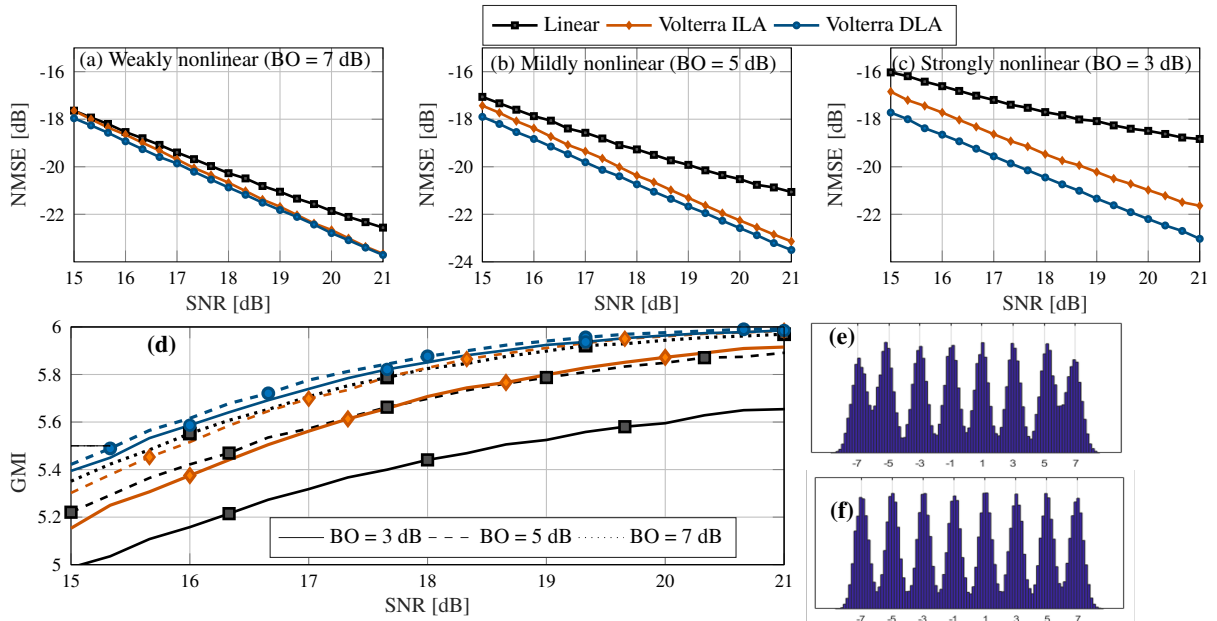 Linear Volterra ILA Volterra DLA
(a) Weakly nonlinear (BO = 7 dB)
NMSE [dB]
-16
-18
-20
-22
15 16 17 18 19 20 21
SNR [dB]
(b) Mildly nonlinear (BO = 5 dB)
NMSE [dB]
-16
-18
-20
-22
-24
15 16 17 18 19 20 21
SNR [dB]
(c) Strongly nonlinear (BO = 3 dB)
NMSE [dB]
-16
-18
-20
-22
15 16 17 18 19 20 21
SNR [dB]
(d)
GMI
6
5.8
5.6
5.4
5.2
5
BO = 3 dB BO = 5 dB BO = 7 dB
15 16 17 18 19 20 21
SNR [dB]
(e)
-7 -5 -3 -1 1 3 5 7
(f)
-7 -5 -3 -1 1 3 5 7